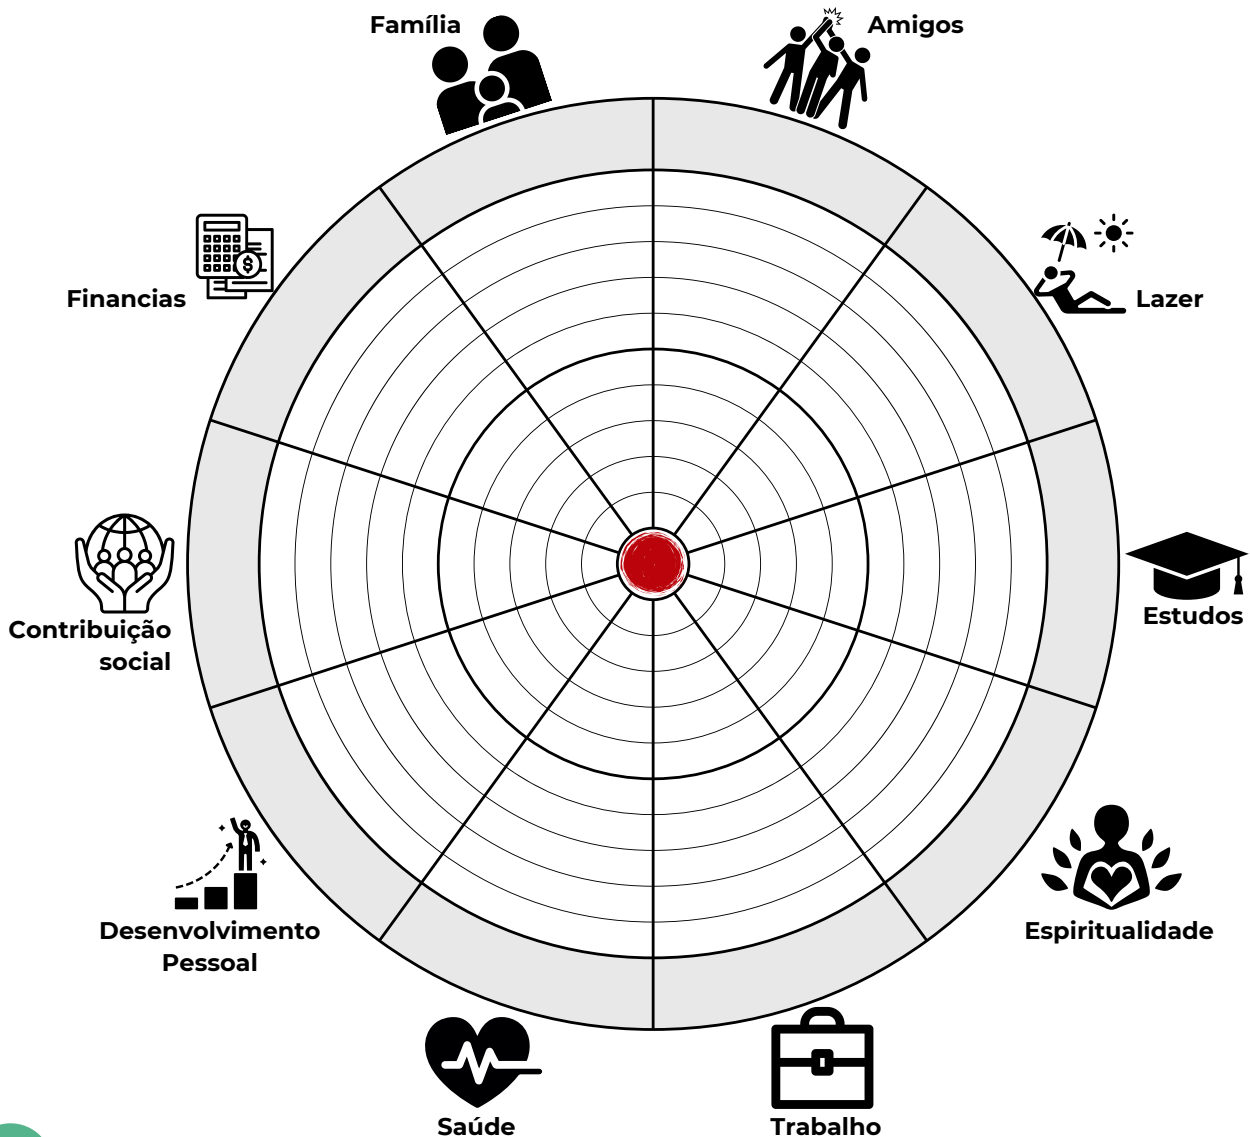 Família
Amigos
Financias
$
Lazer
Contribuição
social
Estudos
Desenvolvimento
Pessoal
Espiritualidade
Saúde
Trabalho